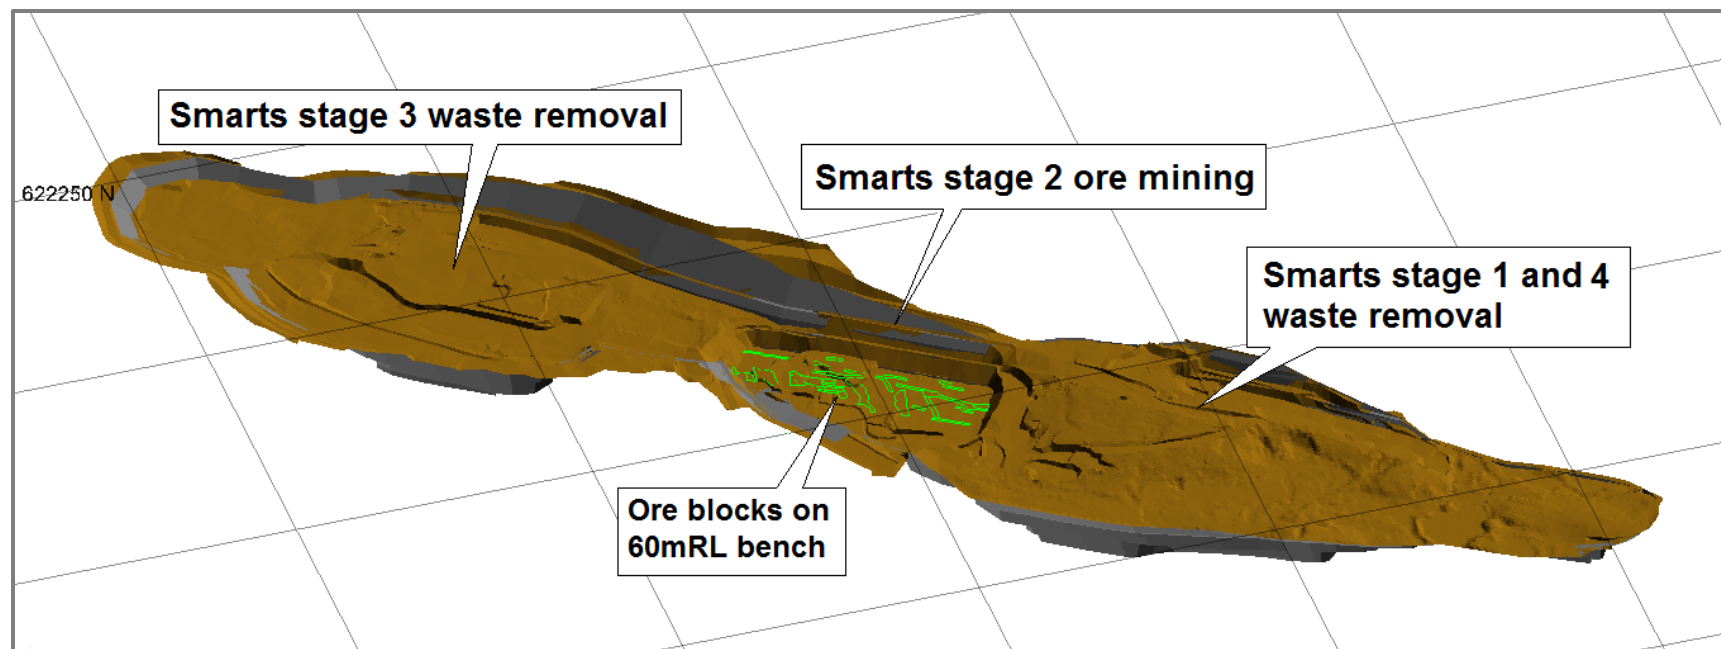 Smarts stage 3 waste removal
Smarts stage 2 ore mining
622250 N
Smarts stage 1 and 4
waste removal
Ore blocks on
60mRL bench